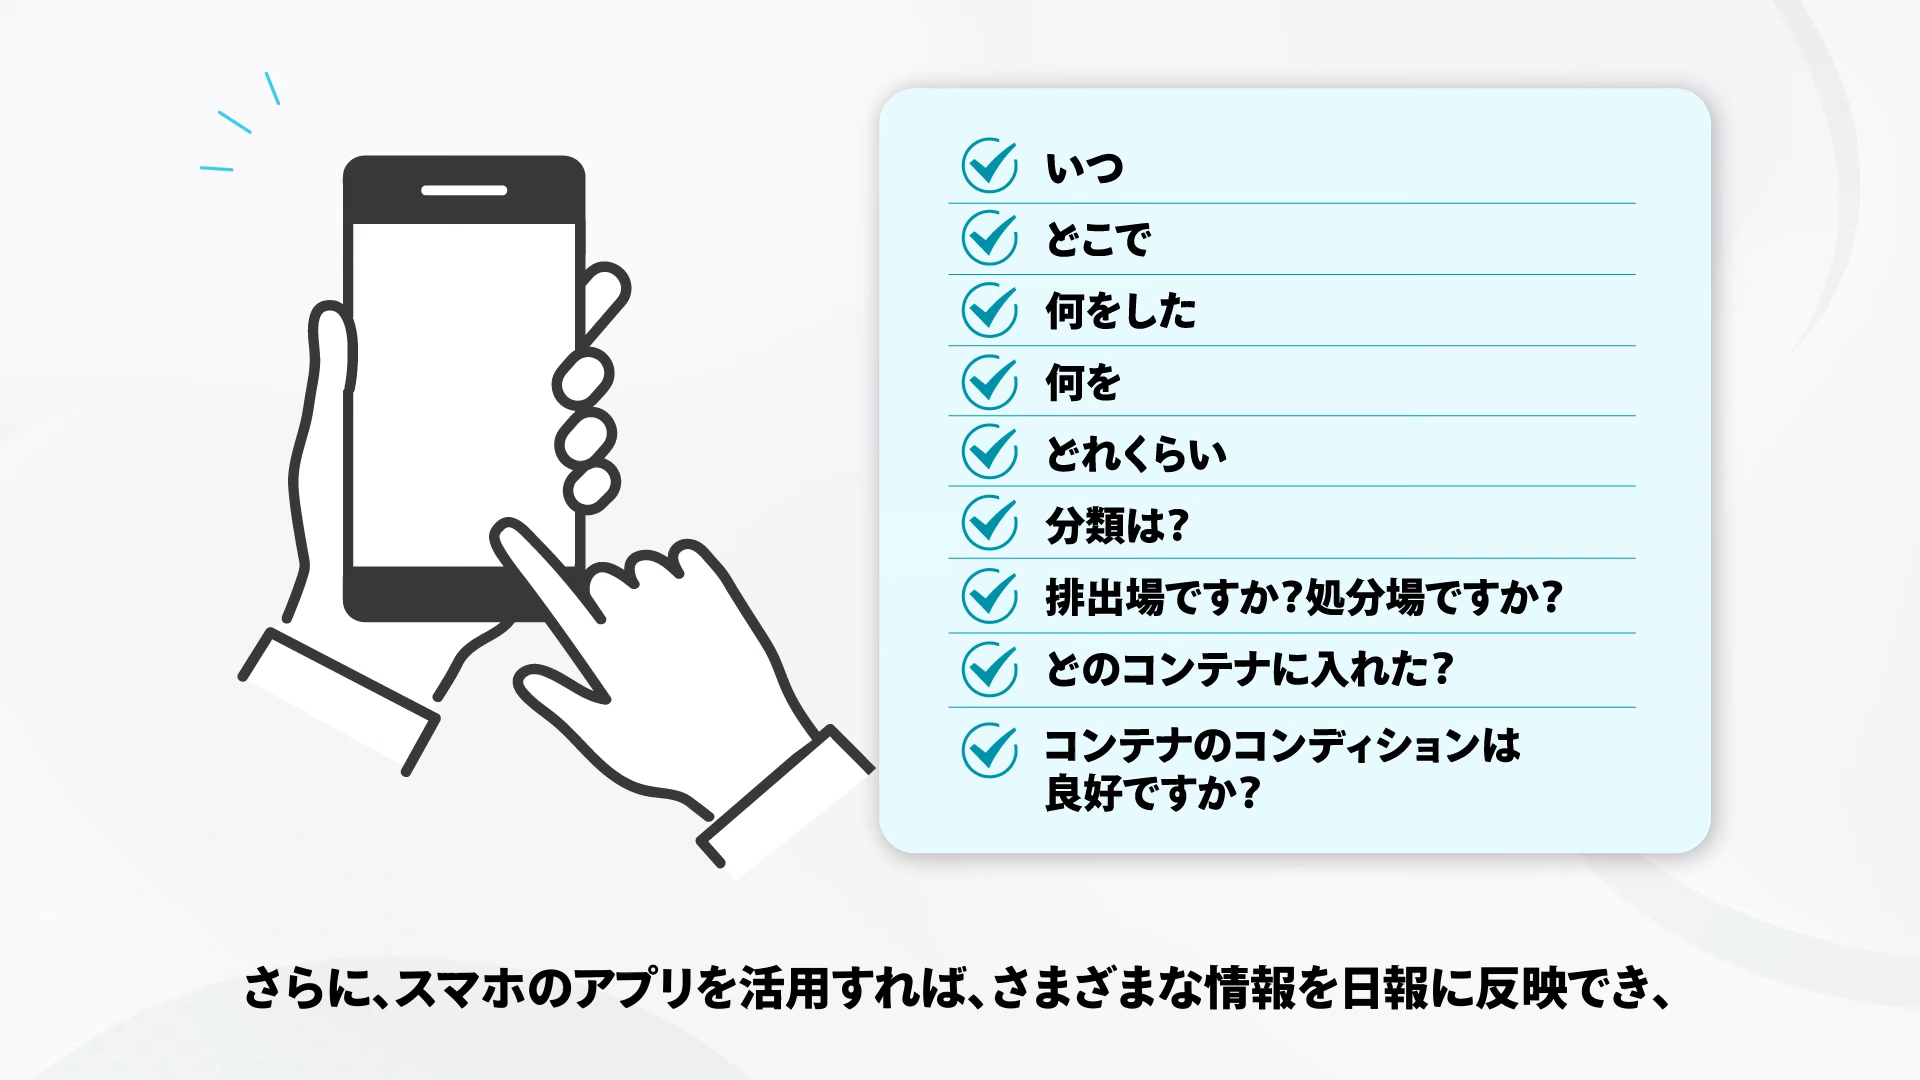 いつ
どこで
何をした
何を
どれくらい
分類は？
排出場ですか？処分場ですか？
どのコンテナに入れた？
コンテナのコンディションは
良好ですか？
さらに、スマホのアプリを活用すれば、さまざまな情報を日報に反映でき、